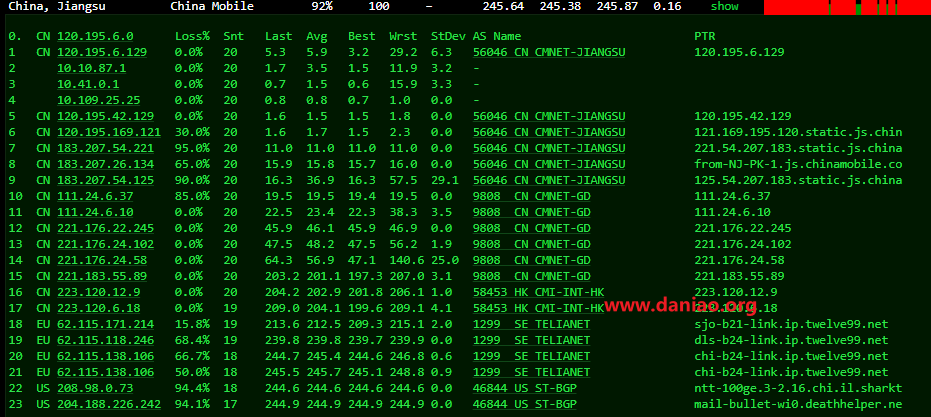 China, Jiangsu China Mobile 92% 100 – 245.64 245.38 245.87 0.16 show
0. CN 120.195.6.0 Loss% Snt Last Avg Best Wrst StDev AS Name PTR
1 CN 120.195.6.129 0.0% 20 5.3 5.9 3.2 29.2 6.3 56046 CN CMNET-JIANGSU 120.195.6.129
2 10.10.87.1 0.0% 20 1.7 3.5 1.5 11.9 3.2 -
3 10.41.0.1 0.0% 20 0.7 1.5 0.6 15.9 3.3 -
4 10.109.25.25 0.0% 20 0.8 0.8 0.7 1.0 0.0 -
5 CN 120.195.42.129 0.0% 20 1.6 1.5 1.5 1.8 0.0 56046 CN CMNET-JIANGSU 120.195.42.129
6 CN 120.195.169.121 30.0% 20 1.6 1.7 1.5 2.3 0.0 56046 CN CMNET-JIANGSU 121.169.195.120.static.js.chin
7 CN 183.207.54.221 95.0% 20 11.0 11.0 11.0 11.0 0.0 56046 CN CMNET-JIANGSU 221.54.207.183.static.js.china
8 CN 183.207.26.134 65.0% 20 15.9 15.8 15.7 16.0 0.0 56046 CN CMNET-JIANGSU from-NJ-PK-1.js.chinamobile.co
9 CN 183.207.54.125 90.0% 20 16.3 36.9 16.3 57.5 29.1 56046 CN CMNET-JIANGSU 125.54.207.183.static.js.china
10 CN 111.24.6.37 85.0% 20 19.5 19.5 19.4 19.5 0.0 9808 CN CMNET-GD 111.24.6.37
11 CN 111.24.6.10 0.0% 20 22.5 23.4 22.3 38.3 3.5 9808 CN CMNET-GD 111.24.6.10
12 CN 221.176.22.245 0.0% 20 45.9 46.1 45.9 46.9 0.0 9808 CN CMNET-GD 221.176.22.245
13 CN 221.176.24.102 0.0% 20 47.5 48.2 47.5 56.2 1.9 9808 CN CMNET-GD 221.176.24.102
14 CN 221.176.24.58 0.0% 20 64.3 56.9 47.1 140.6 25.0 9808 CN CMNET-GD 221.176.24.58
15 CN 221.183.55.89 0.0% 20 203.2 201.1 197.3 207.0 3.1 9808 CN CMNET-GD 221.183.55.89
16 CN 223.120.12.9 0.0% 20 204.2 202.9 201.8 206.1 1.0 58453 HK CMI-INT-HK 223.120.12.9
17 CN 223.120.6.18 0.0% 19 209.0 204.1 199.6 209.1 4.1 58453 HK CMI-INT-HK 223.120.6.18
www.daniao.org
18 EU 62.115.171.214 15.8% 19 213.6 212.5 209.3 215.1 2.0 1299 SE TELIANET sjo-b21-link.ip.twelve99.net
19 EU 62.115.118.246 68.4% 19 239.8 239.8 239.7 239.9 0.0 1299 SE TELIANET dls-b24-link.ip.twelve99.net
20 EU 62.115.138.106 66.7% 18 244.7 245.4 244.6 246.8 0.6 1299 SE TELIANET chi-b24-link.ip.twelve99.net
21 EU 62.115.138.106 50.0% 18 245.5 245.7 245.1 248.8 0.9 1299 SE TELIANET chi-b24-link.ip.twelve99.net
22 US 208.98.0.73 94.4% 18 244.6 244.6 244.6 244.6 0.0 46844 US ST-BGP ntt-100ge.3-2.16.chi.il.sharkt
23 US 204.188.226.242 94.1% 17 244.9 244.9 244.9 244.9 0.0 46844 US ST-BGP mail-bullet-wi0.deathhelper.ne